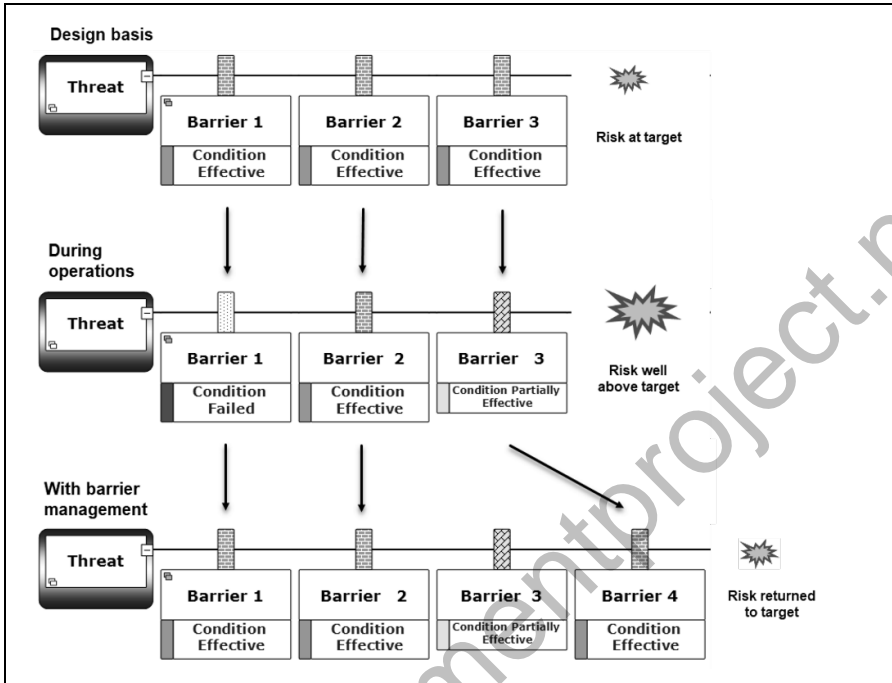 Design basis
Threat
Barrier 1
Barrier 2
Barrier 3
Condition
Effective
Condition
Effective
Condition
Effective
Risk at target
During
operations
Threat
Barrier 1
Barrier 2
Barrier 3
Condition
Failed
Condition
Effective
Condition Partially
Effective
Risk well
above target
With barrier
management
Threat
Barrier 1
Barrier 2
Barrier 3
Barrier 4
Condition
Effective
Condition
Effective
Condition Partially
Effective
Condition
Effective
Risk returned
to target
mentproject.